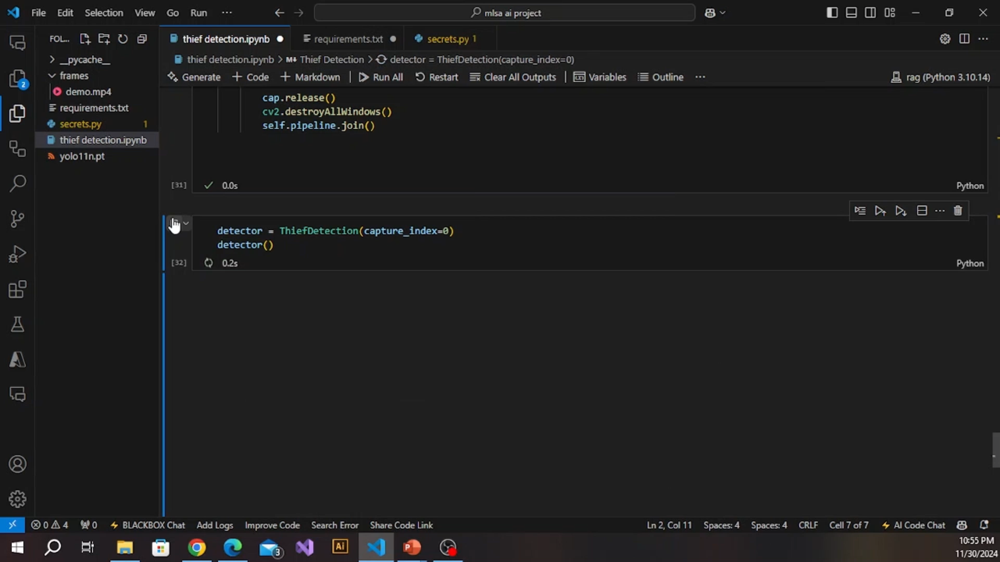 File Edit Selection View Go Run ··· mlsa ai project
FOL...
thief detection.ipynb requirements.txt secrets.py 1
__pycache__
thief detection.ipynb > M↓ Thief Detection > detector = ThiefDetection(capture_index=0)
frames
Generate + Code + Markdown | Run All Restart Clear All Outputs | Variables Outline ··· rag (Python 3.10.14)
2
demo.mp4
requirements.txt
secrets.py 1
thief detection.ipynb
yolo11n.pt
cap.release()
cv2.destroyAllWindows()
self.pipeline.join()
[31] 0.0s Python
detector = ThiefDetection(capture_index=0)
detector()
[32] 0.2s Python
0 4 0 BLACKBOX Chat Add Logs Improve Code Search Error Share Code Link Ln 2, Col 11 Spaces: 4 Spaces: 4 CRLF Cell 7 of 7 AI Code Chat
3 Ai
10:55 PM
11/30/2024